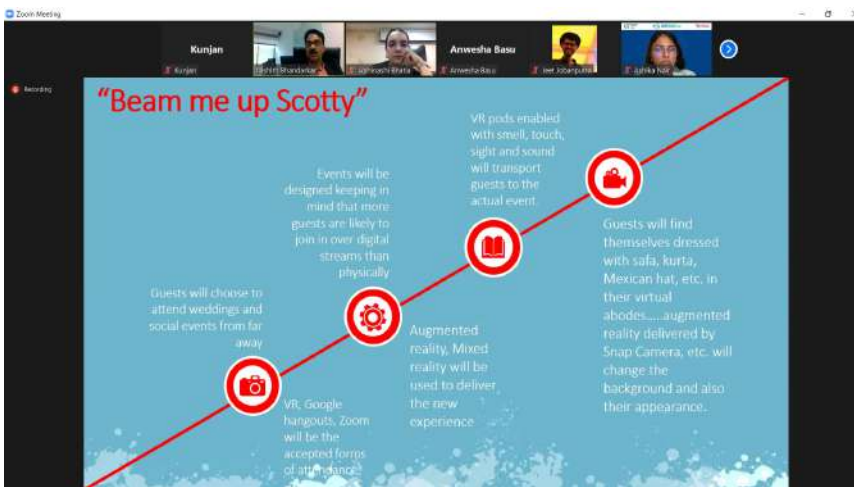 Zoom Meeting
Kunjan
Anwesha Basu
Kunjan
Bhandarkar
Bhatia
Anwesha Basu
Jeet Jobanputra
Ashika Nair
Recording
“Beam me up Scotty”
VR pods enabled
with smell, touch,
sight and sound
will transport
guests to the
actual event.
Events will be
designed keeping in
mind that more
guests are likely to
join in over digital
streams than
physically
Guests will find
themselves dressed
with safa, kurta,
Mexican hat, etc. in
their virtual
abodes.....augmented
reality delivered by
Snap Camera, etc. will
change the
background and also
their appearance.
Guests will choose to
attend weddings and
social events from far
away
Augmented
reality, Mixed
reality will be
used to deliver
the new
experience
VR, Google
hangouts, Zoom
will be the
accepted forms
of attendance